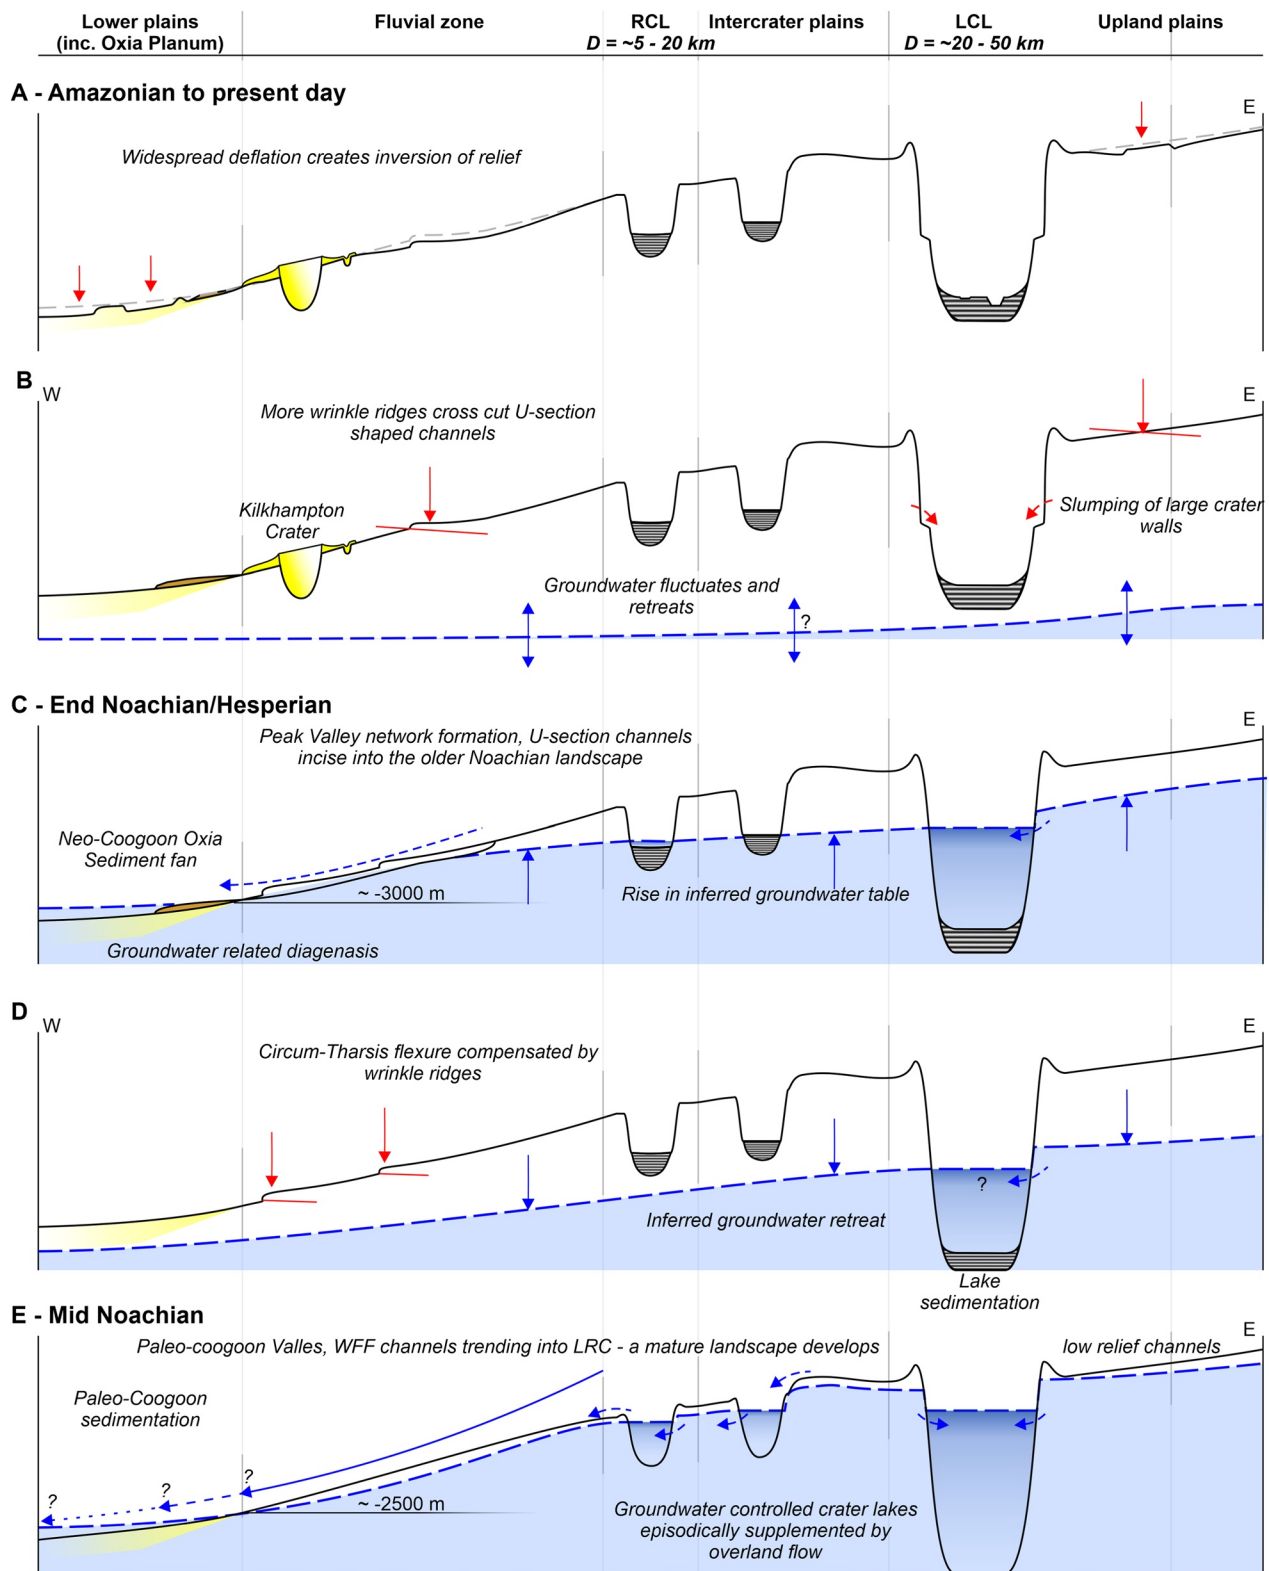 Lower plains
(inc. Oxia Planum)
Fluvial zone
RCL
Intercrater plains
D = ~5 - 20 km
LCL
D = ~20 - 50 km
Upland plains
A - Amazonian to present day
E
Widespread deflation creates inversion of relief
B
W
E
More wrinkle ridges cross cut U-section
shaped channels
Kilkhampton
Crater
Slumping of large crater
walls
Groundwater fluctuates and
retreats
?
C - End Noachian/Hesperian
E
Peak Valley network formation, U-section channels
incise into the older Noachian landscape
Neo-Coogoon Oxia
Sediment fan
~ -3000 m
Rise in inferred groundwater table
Groundwater related diagenasis
D
W
E
Circum-Tharsis flexure compensated by
wrinkle ridges
?
Inferred groundwater retreat
Lake
sedimentation
E - Mid Noachian
E
Paleo-coogoon Valles, WFF channels trending into LRC - a mature landscape develops
low relief channels
Paleo-Coogoon
sedimentation
?
?
?
~ -2500 m
Groundwater controlled crater lakes
episodically supplemented by
overland flow